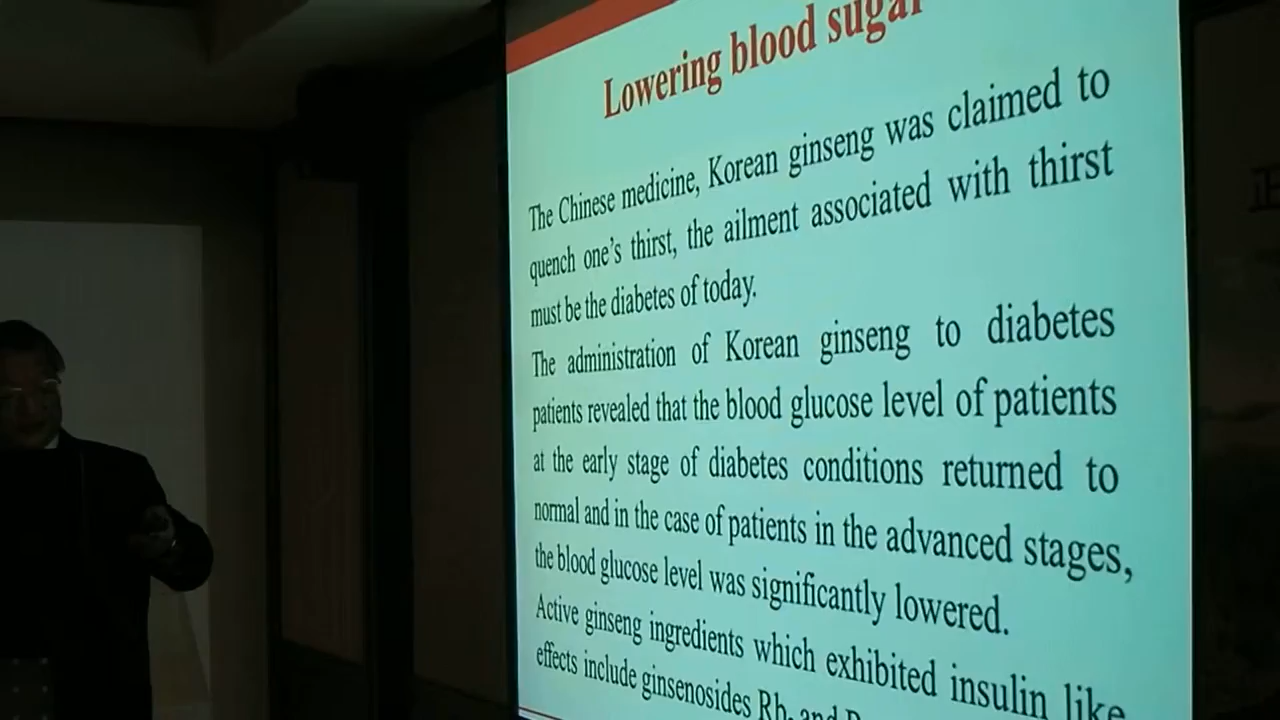 Lowering blood sugar
The Chinese medicine, Korean ginseng was claimed to
quench one's thirst, the ailment associated with thirst
must be the diabetes of today.
The administration of Korean ginseng to diabetes
patients revealed that the blood glucose level of patients
at the early stage of diabetes conditions returned to
normal and in the case of patients in the advanced stages,
the blood glucose level was significantly lowered.
Active ginseng ingredients which exhibited insulin like
effects include ginsenosides Rb and